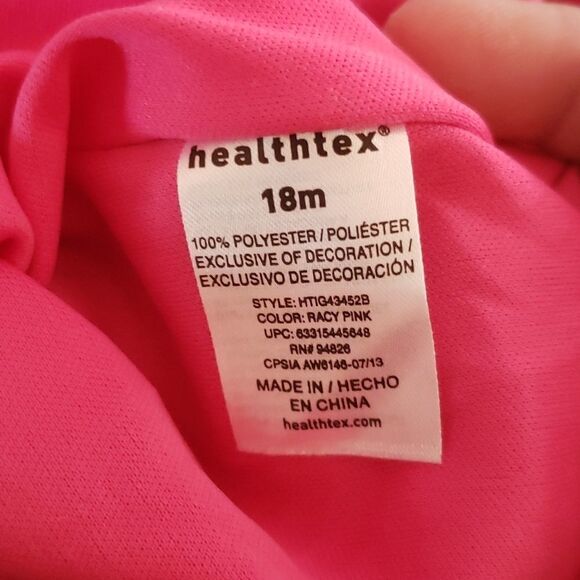 healthtex®
18m
100% POLYESTER / POLIÉSTER
EXCLUSIVE OF DECORATION /
EXCLUSIVO DE DECORACIÓN
STYLE: HTIG43452B
COLOR: RACY PINK
UPC: 63315445648
RN# 94826
CPSIA AW6146-07/13
MADE IN / HECHO
EN CHINA
healthtex.com